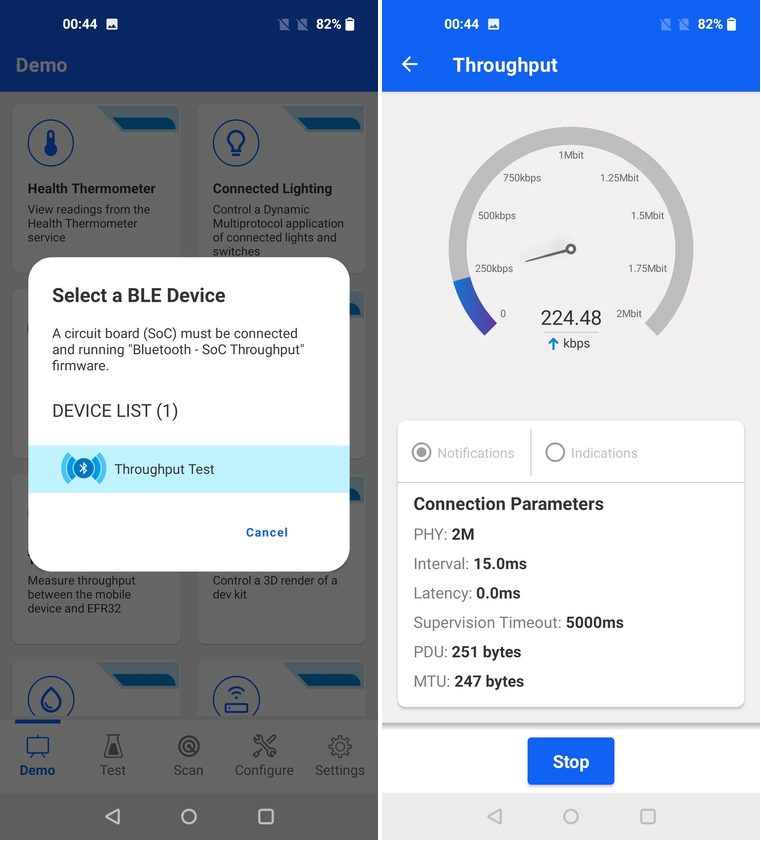 00:44
82%
Demo
Health Thermometer
View readings from the
Health Thermometer
service
Connected Lighting
Control a Dynamic
Multiprotocol application
of connected lights and
switches
Select a BLE Device
A circuit board (SoC) must be connected
and running "Bluetooth - SoC Throughput"
firmware.
DEVICE LIST (1)
Throughput Test
Cancel
Measure throughput
between the mobile
device and EFR32
Control a 3D render of a
dev kit
Demo
Test
Scan
Configure
Settings
00:44
82%
Throughput
1Mbit
750kbps
1.25Mbit
500kbps
1.5Mbit
250kbps
1.75Mbit
0
224.48
2Mbit
kbps
Notifications
Indications
Connection Parameters
PHY: 2M
Interval: 15.0ms
Latency: 0.0ms
Supervision Timeout: 5000ms
PDU: 251 bytes
MTU: 247 bytes
Stop